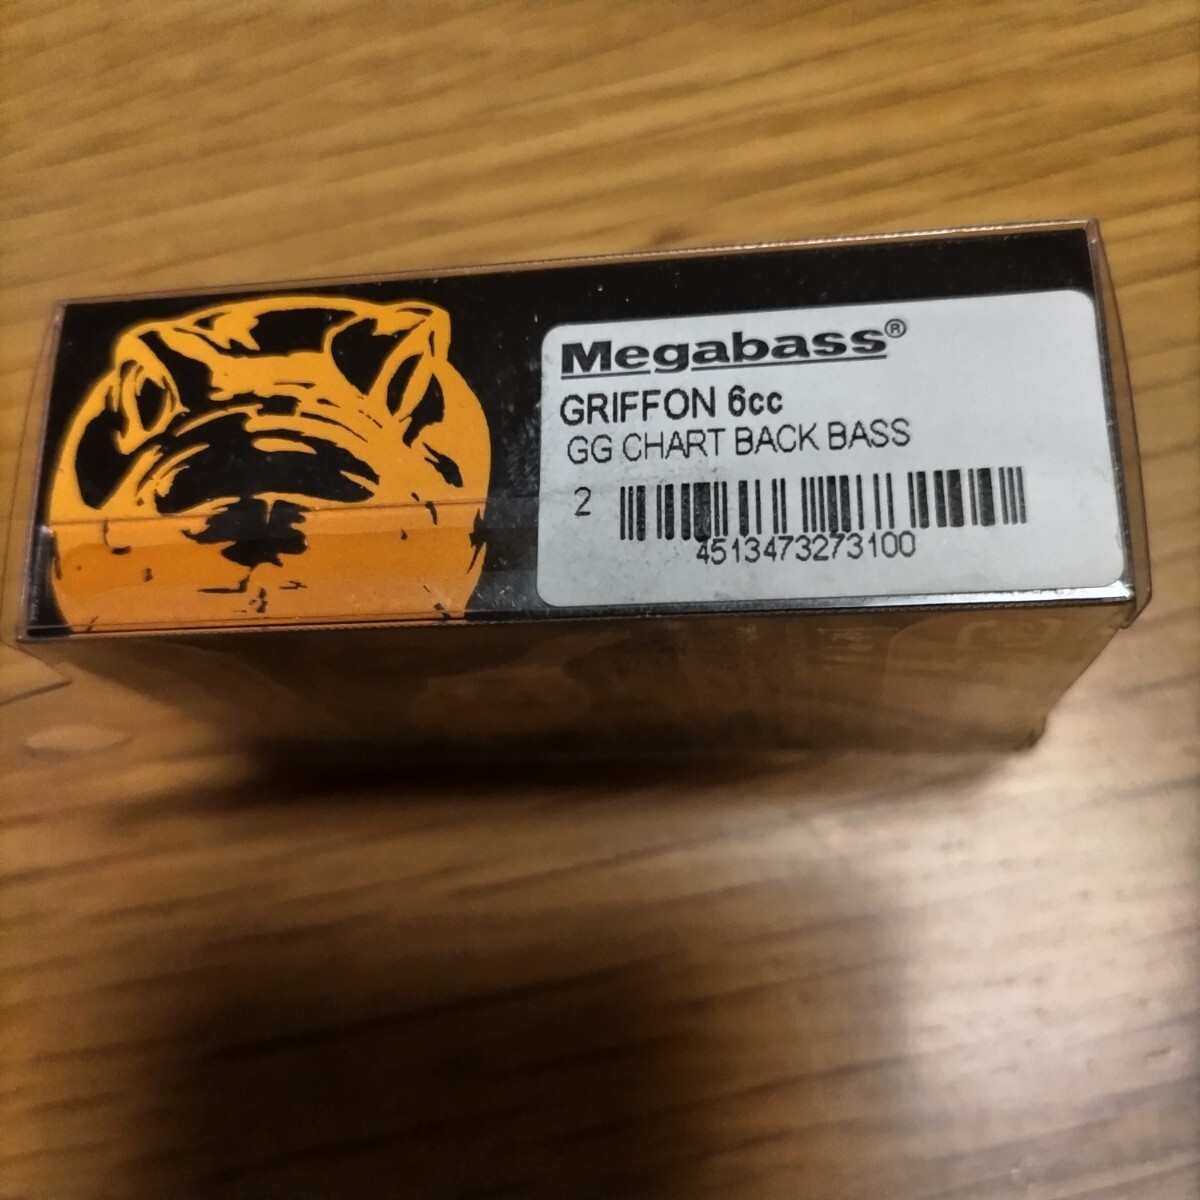 Megabass®
GRIFFON 6cc
GG CHART BACK BASS
2
4513473273100